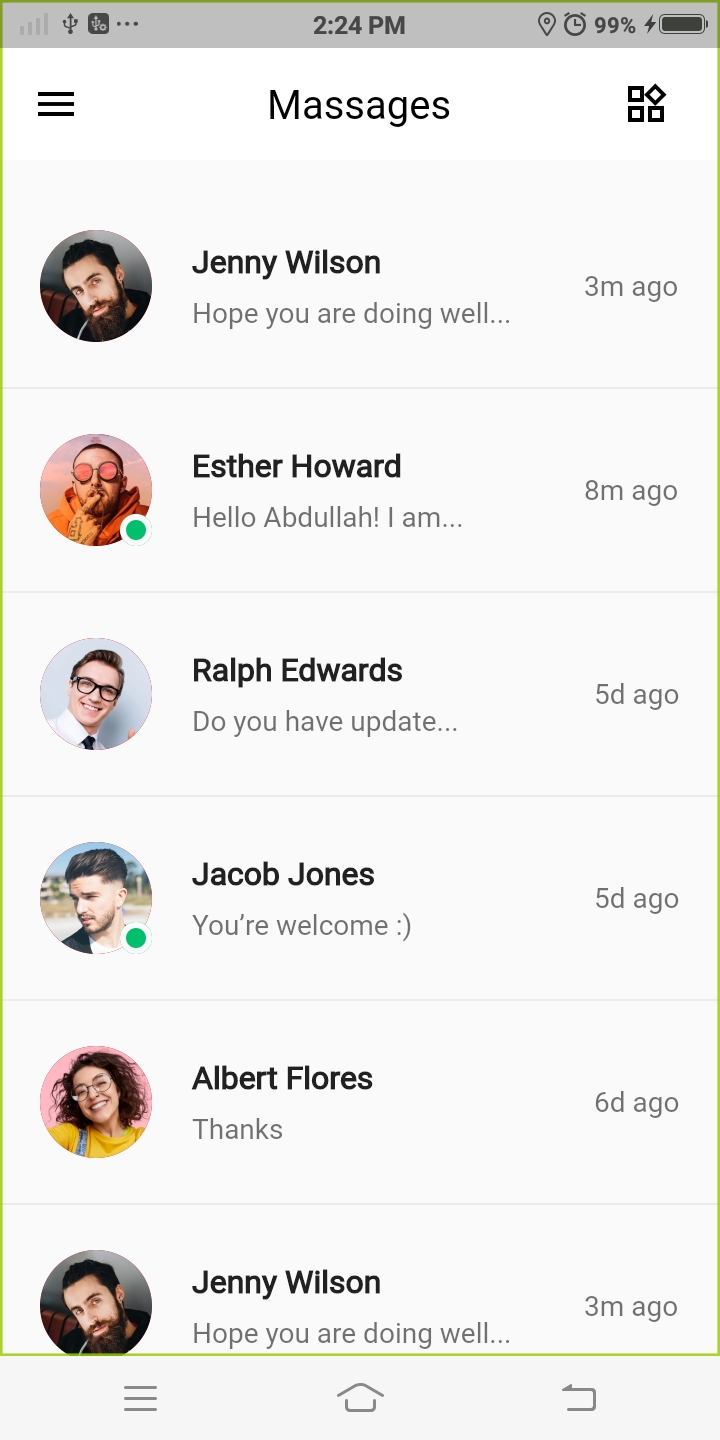 2:24 PM
99%
Massages
Jenny Wilson
Hope you are doing well...
3m ago
Esther Howard
Hello Abdullah! I am...
8m ago
Ralph Edwards
Do you have update...
5d ago
Jacob Jones
You’re welcome :)
5d ago
Albert Flores
Thanks
6d ago
Jenny Wilson
Hope you are doing well...
3m ago